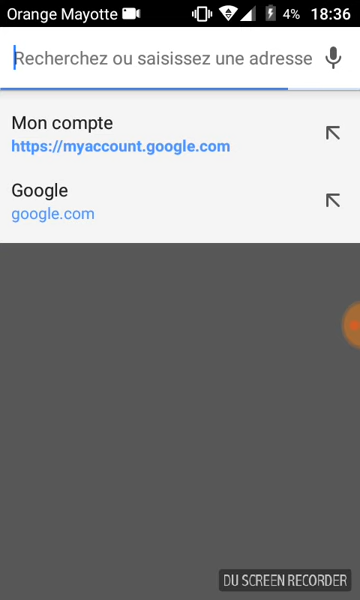 Orange Mayotte 4% 18:36
Recherchez ou saisissez une adresse
Mon compte
https://myaccount.google.com
Google
google.com
DU SCREEN RECORDER